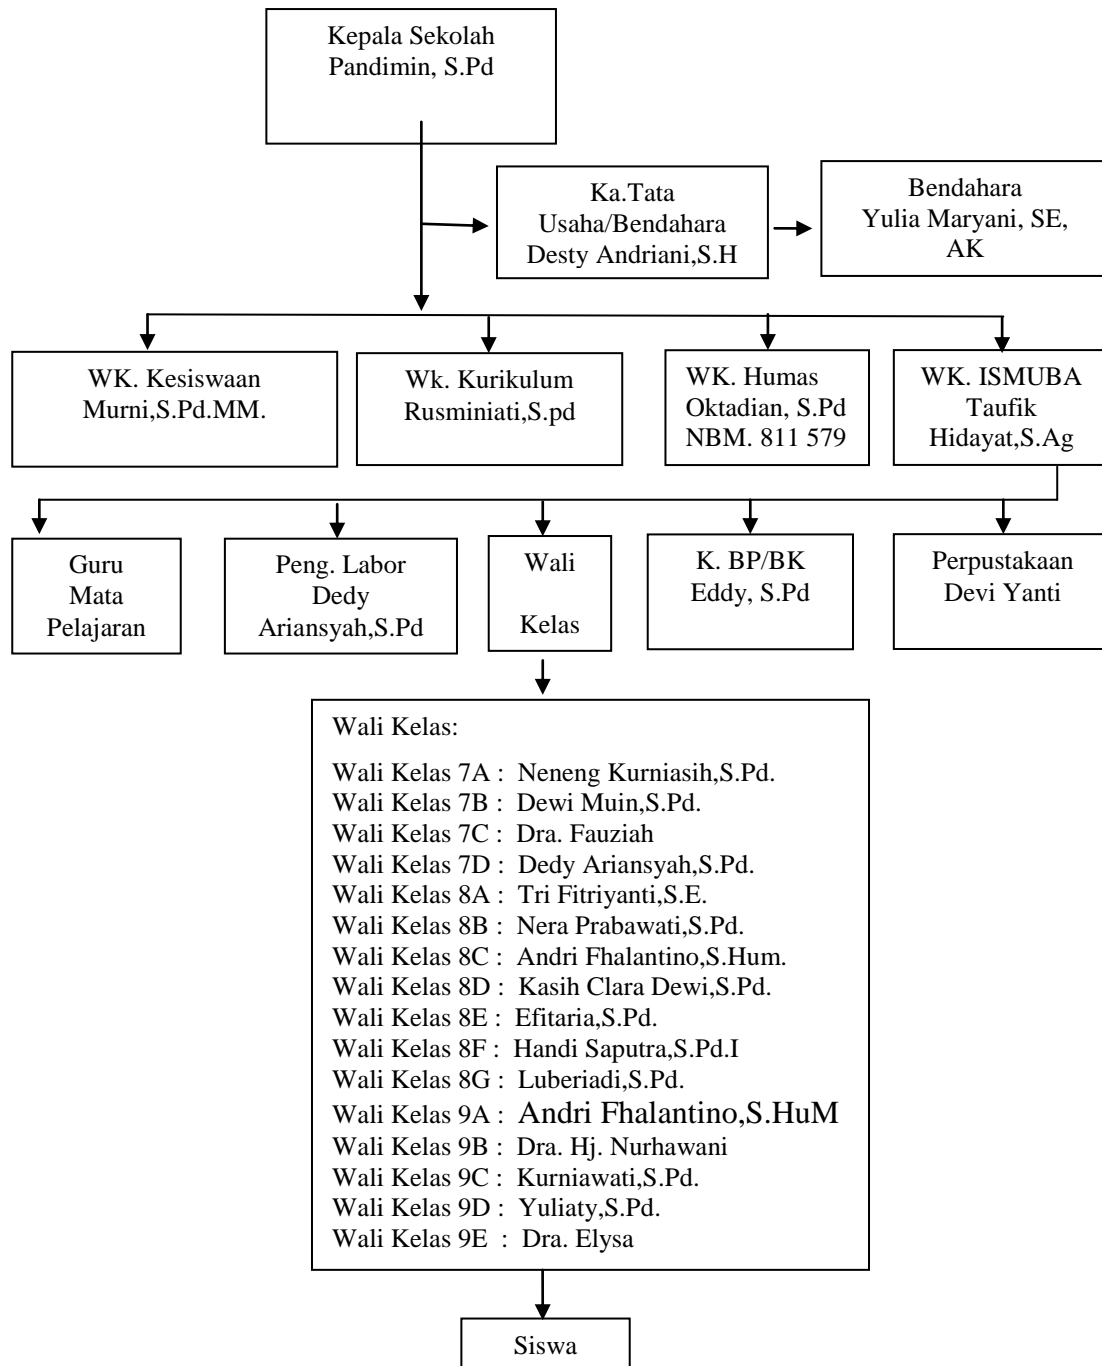 Kepala Sekolah
Pandimin, S.Pd
Ka.Tata
Usaha/Bendahara
Desty Andriani,S.H
Bendahara
Yulia Maryani, SE,
AK
WK. Kesiswaan
Murni,S.Pd.MM.
Wk. Kurikulum
Rusminiati,S.pd
WK. Humas
Oktadian, S.Pd
NBM. 811 579
WK. ISMUBA
Taufik
Hidayat,S.Ag
Guru
Mata
Pelajaran
Peng. Labor
Dedy
Ariansyah,S.Pd
Wali
Kelas
K. BP/BK
Eddy, S.Pd
Perpustakaan
Devi Yanti
Wali Kelas:
Wali Kelas 7A : Neneng Kurniasih,S.Pd.
Wali Kelas 7B : Dewi Muin,S.Pd.
Wali Kelas 7C : Dra. Fauziah
Wali Kelas 7D : Dedy Ariansyah,S.Pd.
Wali Kelas 8A : Tri Fitriyanti,S.E.
Wali Kelas 8B : Nera Prabawati,S.Pd.
Wali Kelas 8C : Andri Fhalantino,S.Hum.
Wali Kelas 8D : Kasih Clara Dewi,S.Pd.
Wali Kelas 8E : Efitaria,S.Pd.
Wali Kelas 8F : Handi Saputra,S.Pd.I
Wali Kelas 8G : Luberiadi,S.Pd.
Wali Kelas 9A : Andri Fhalantino,S.HuM
Wali Kelas 9B : Dra. Hj. Nurhawani
Wali Kelas 9C : Kurniawati,S.Pd.
Wali Kelas 9D : Yuliaty,S.Pd.
Wali Kelas 9E : Dra. Elysa
Siswa